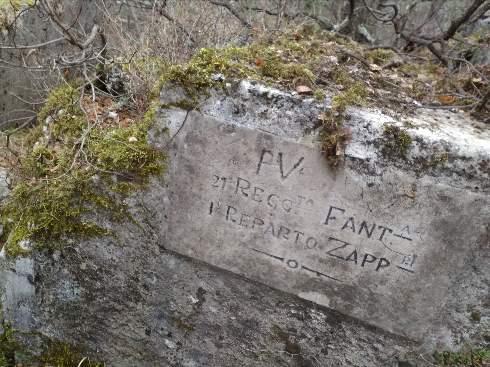 PV
21° REGG.TO FANT.A
1° REPARTO ZAPP.RI